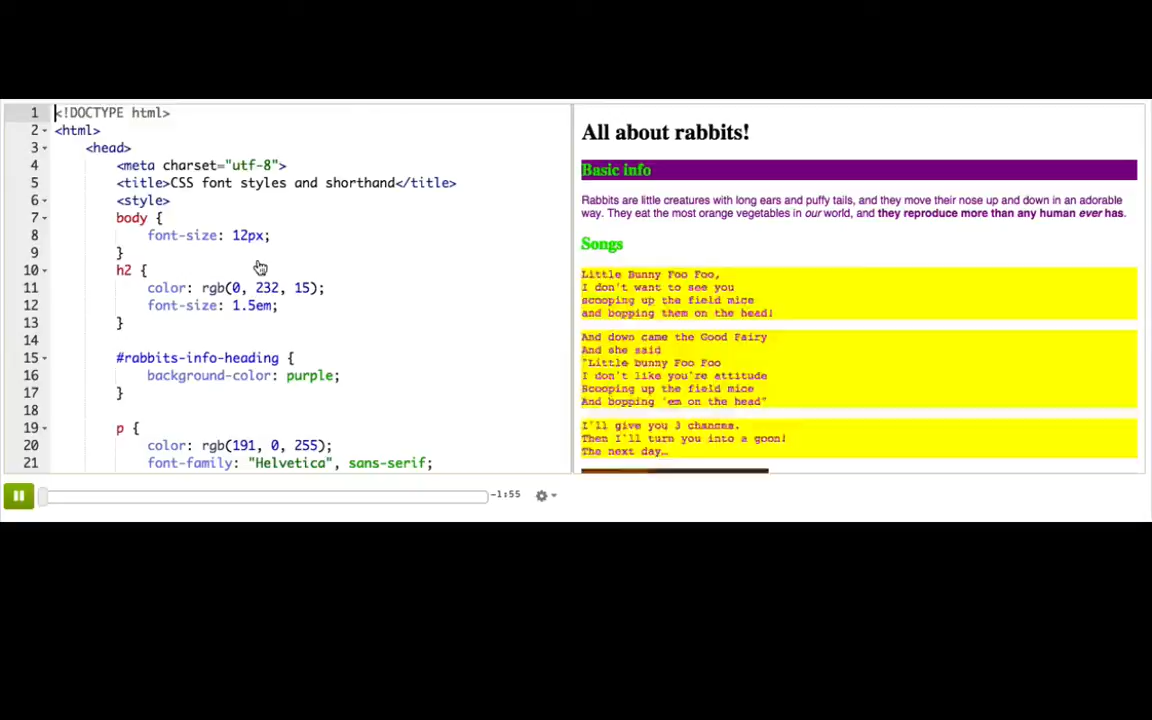 1 <!DOCTYPE html>
2 <html>
3 <head>
4 <meta charset="utf-8">
5 <title>CSS font styles and shorthand</title>
6 <style>
7 body {
8 font-size: 12px;
9 }
10 h2 {
11 color: rgb(0, 232, 15);
12 font-size: 1.5em;
13 }
14
15 #rabbits-info-heading {
16 background-color: purple;
17 }
18
19 p {
20 color: rgb(191, 0, 255);
21 font-family: "Helvetica", sans-serif;
All about rabbits!
Basic info
Rabbits are little creatures with long ears and puffy tails, and they move their nose up and down in an adorable
way. They eat the most orange vegetables in our world, and they reproduce more than any human ever has.
Songs
Little Bunny Foo Foo,
I don't want to see you
scooping up the field mice
and bopping them on the head!
And down came the Good Fairy
And she said
"Little bunny Foo Foo
I don't like you're attitude
Scooping up the field mice
And bopping 'em on the head"
I'll give you 3 chances.
Then I'll turn you into a goon!
The next day…
-1:55